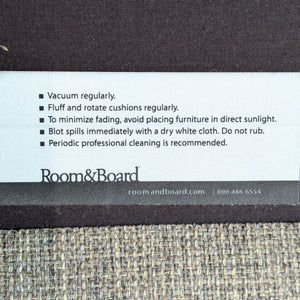 ▪ Vacuum regularly.
▪ Fluff and rotate cushions regularly.
▪ To minimize fading, avoid placing furniture in direct sunlight.
▪ Blot spills immediately with a dry white cloth. Do not rub.
▪ Periodic professional cleaning is recommended.
Room&Board
roomandboard.com | 800.486.6554